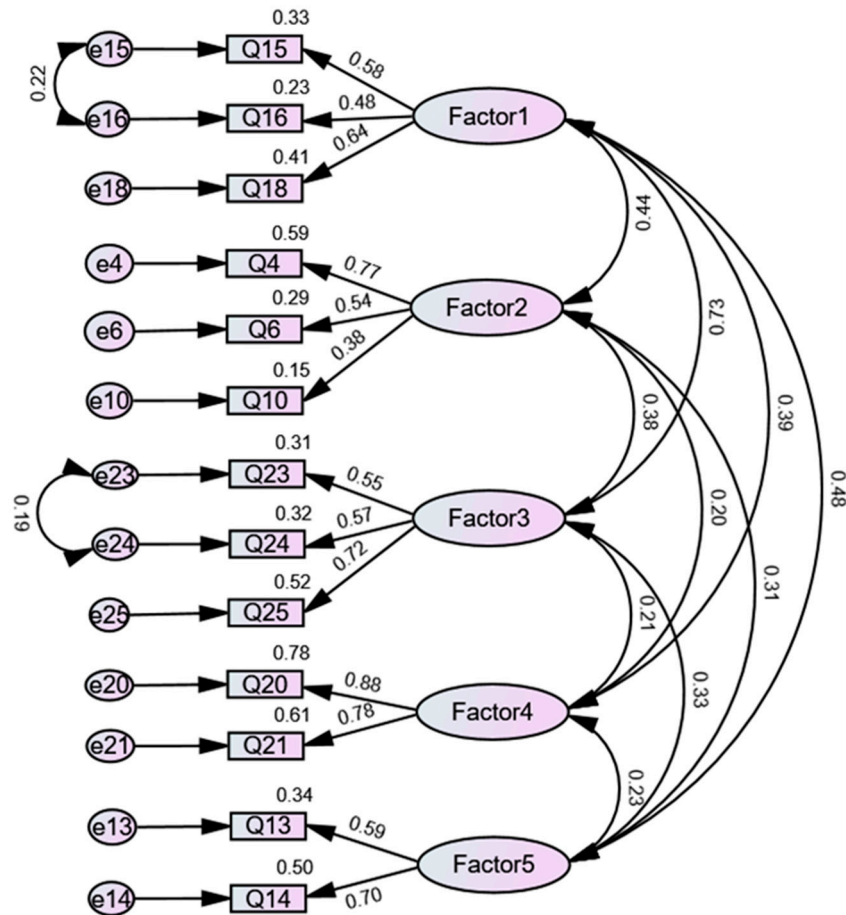 0.33
e15 Q15 0.58
0.22
0.23
e16 Q16 0.48 Factor1
0.41 0.64
e18 Q18
0.44
0.59
e4 Q4 0.77
0.29
e6 Q6 0.54 Factor2
0.73
0.15 0.38
e10 Q10
0.38 0.39
0.31
e23 Q23 0.55
0.48
0.19
0.32
e24 Q24 0.57 Factor3
0.20
0.52 0.72
e25 Q25
0.21 0.31
0.78
e20 Q20 0.88
0.33
0.61
e21 Q21 0.78 Factor4
0.23
0.34
e13 Q13 0.59
0.50
Factor5
e14 Q14 0.70